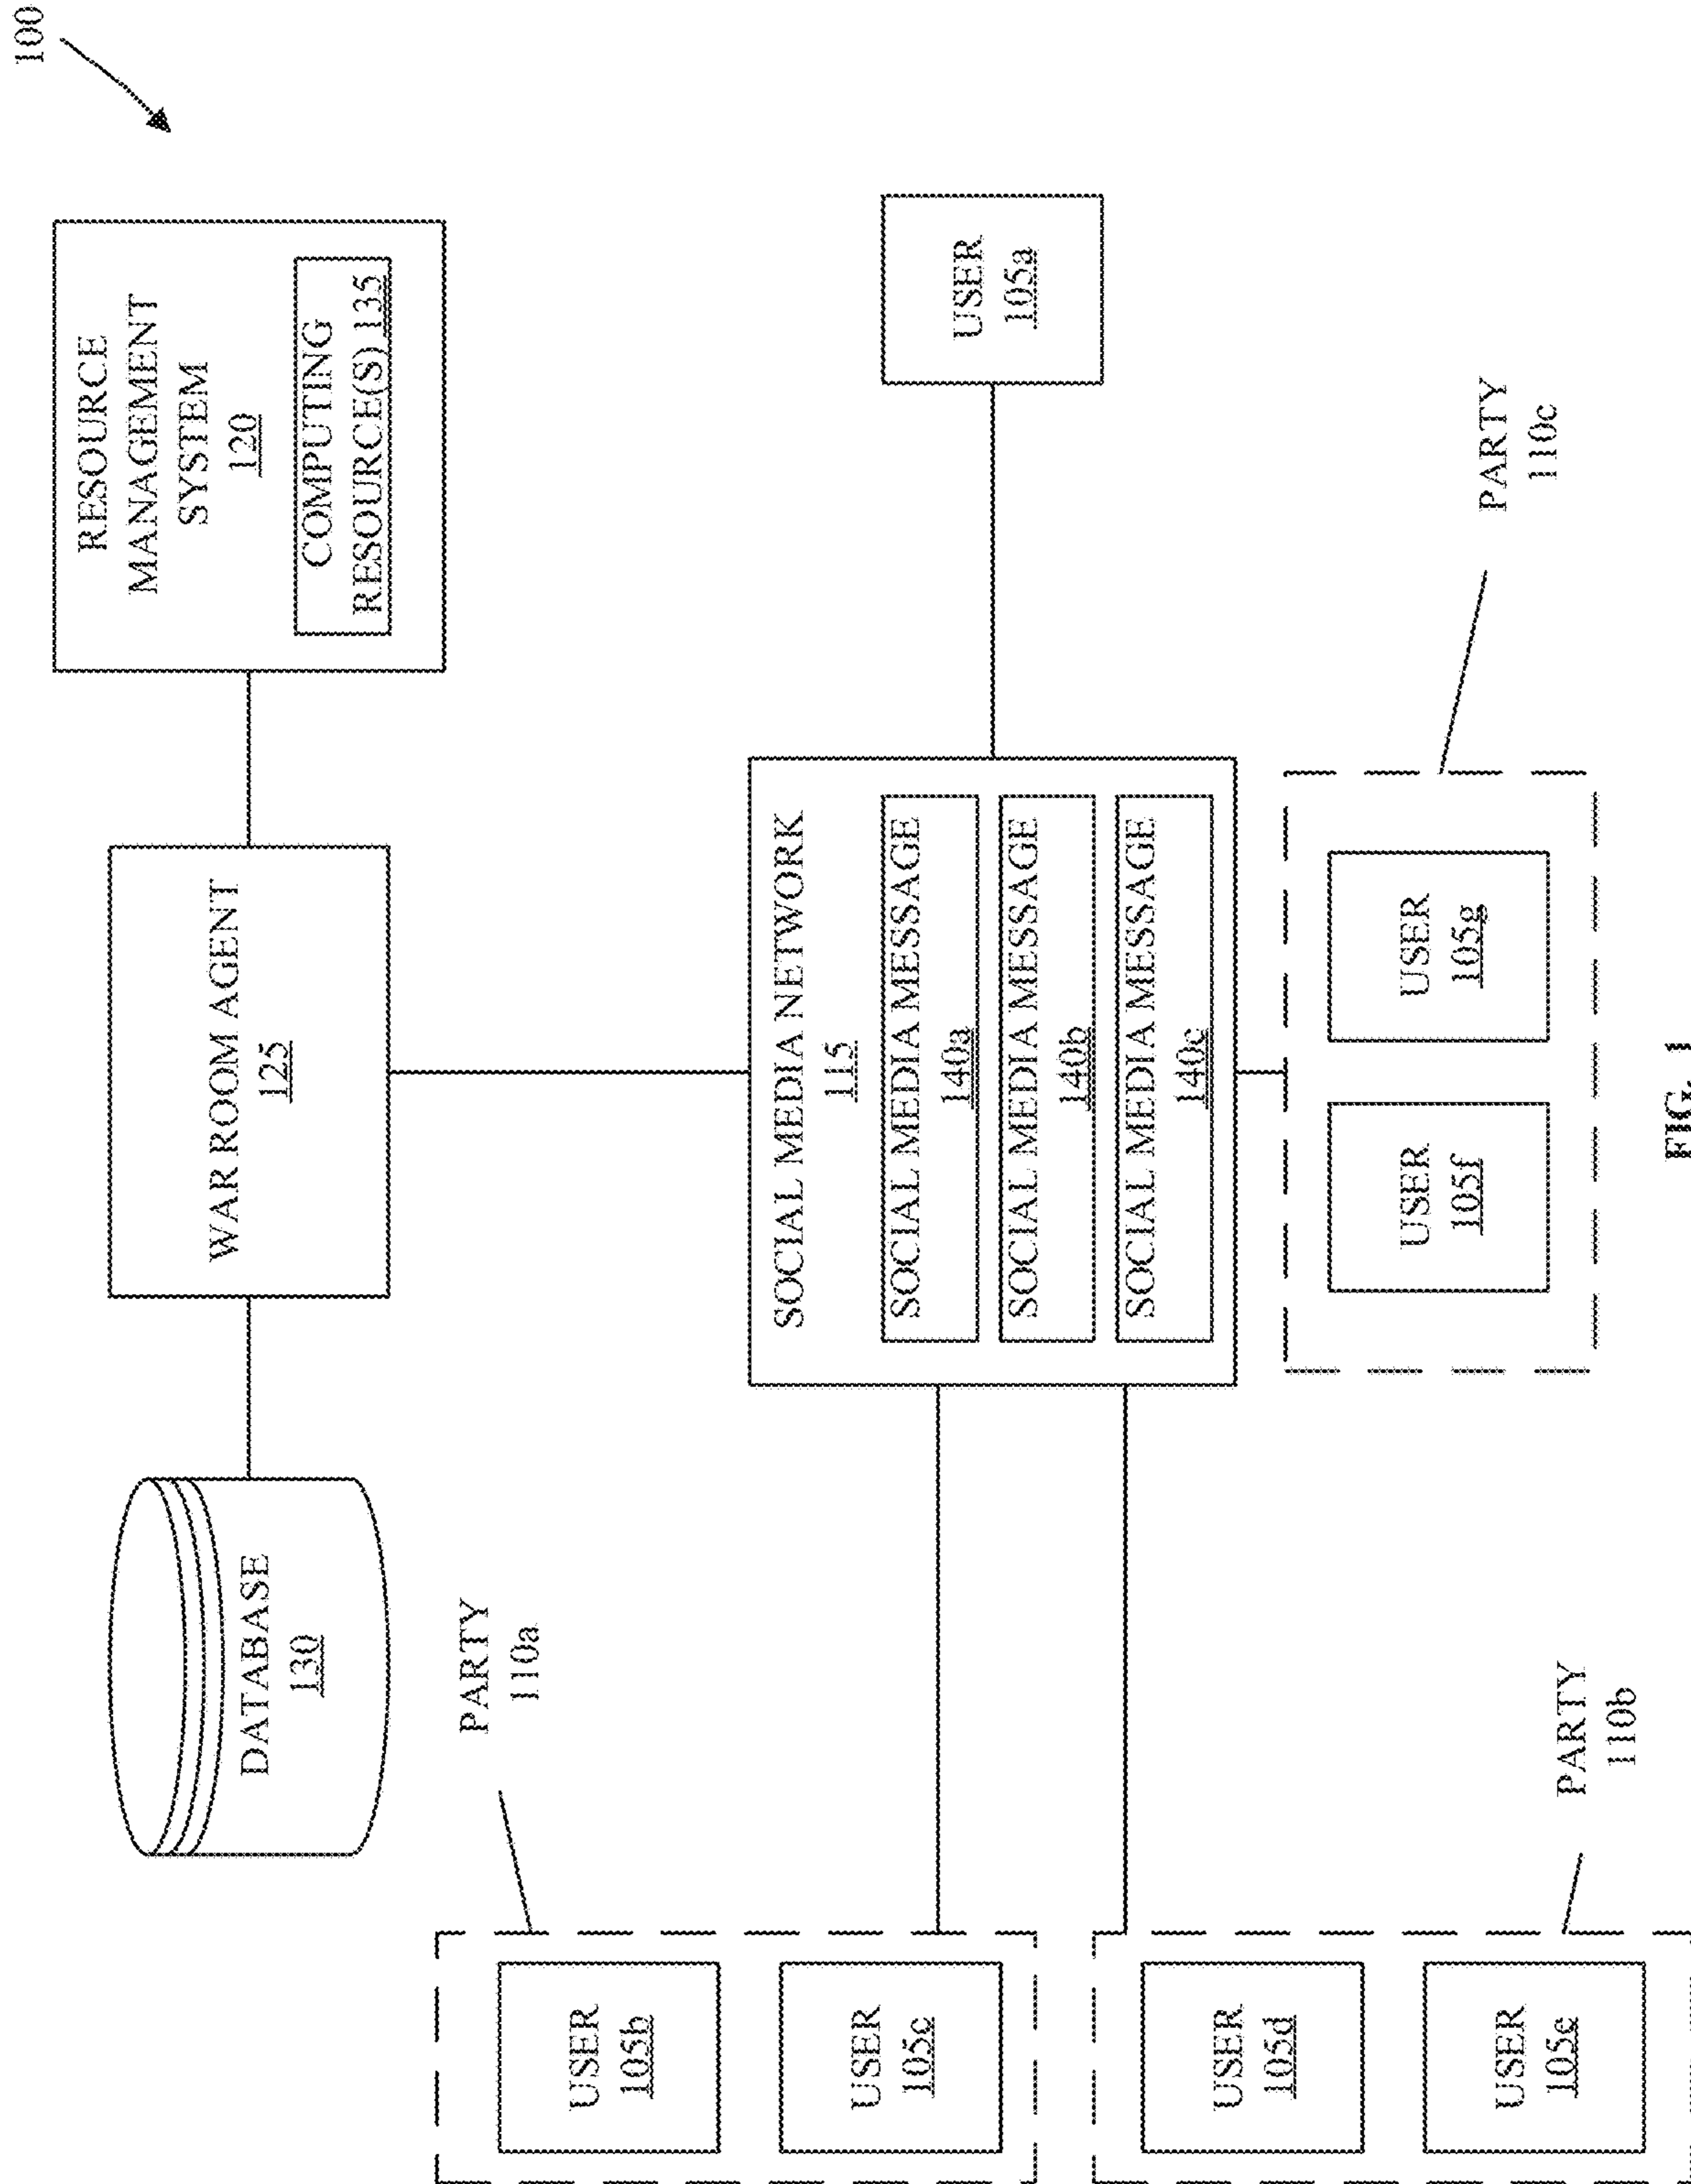 100
RESOURCE
MANAGEMENT
SYSTEM
120
COMPUTING
RESOURCE(S) 135
WAR ROOM AGENT
125
DATABASE
130
PARTY
110a
USER
105b
USER
105c
SOCIAL MEDIA NETWORK
115
SOCIAL MEDIA MESSAGE
140a
SOCIAL MEDIA MESSAGE
140b
SOCIAL MEDIA MESSAGE
140c
USER
105a
USER
105d
USER
105e
PARTY
110b
USER
105f
USER
105g
PARTY
110c
FIG. 1